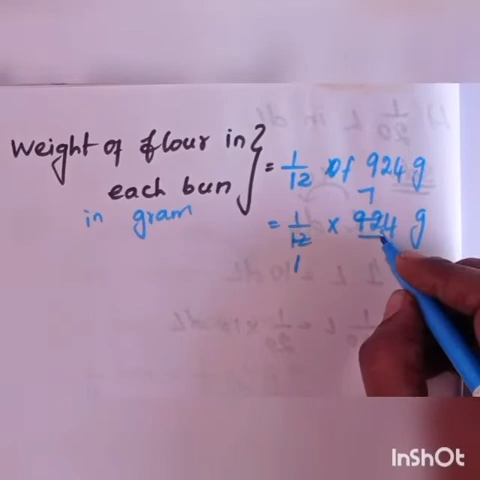 Weight of flour in } = 1/12 of 924 g
each bun
in gram
7
= 1/12 × 924 g
1
InShOt